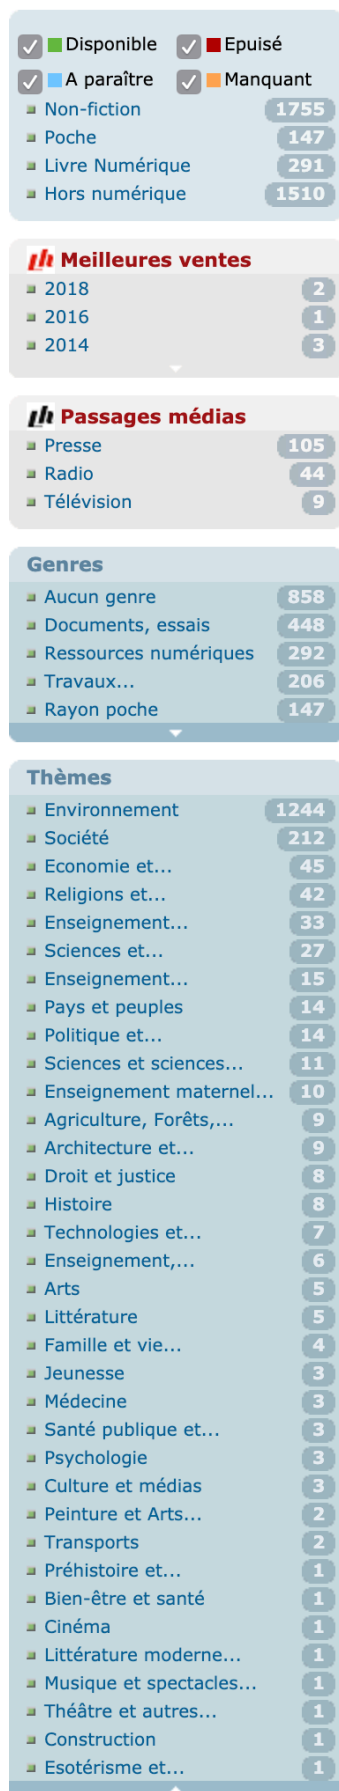 Disponible Epuisé
A paraître Manquant
Non-fiction 1755
Poche 147
Livre Numérique 291
Hors numérique 1510
lh Meilleures ventes
2018 2
2016 1
2014 3
lh Passages médias
Presse 105
Radio 44
Télévision 9
Genres
Aucun genre 858
Documents, essais 448
Ressources numériques 292
Travaux... 206
Rayon poche 147
Thèmes
Environnement 1244
Société 212
Economie et... 45
Religions et... 42
Enseignement... 33
Sciences et... 27
Enseignement... 15
Pays et peuples 14
Politique et... 14
Sciences et sciences... 11
Enseignement maternel... 10
Agriculture, Forêts,... 9
Architecture et... 9
Droit et justice 8
Histoire 8
Technologies et... 7
Enseignement,... 6
Arts 5
Littérature 5
Famille et vie... 4
Jeunesse 3
Médecine 3
Santé publique et... 3
Psychologie 3
Culture et médias 3
Peinture et Arts... 2
Transports 2
Préhistoire et... 1
Bien-être et santé 1
Cinéma 1
Littérature moderne... 1
Musique et spectacles... 1
Théâtre et autres... 1
Construction 1
Esotérisme et... 1